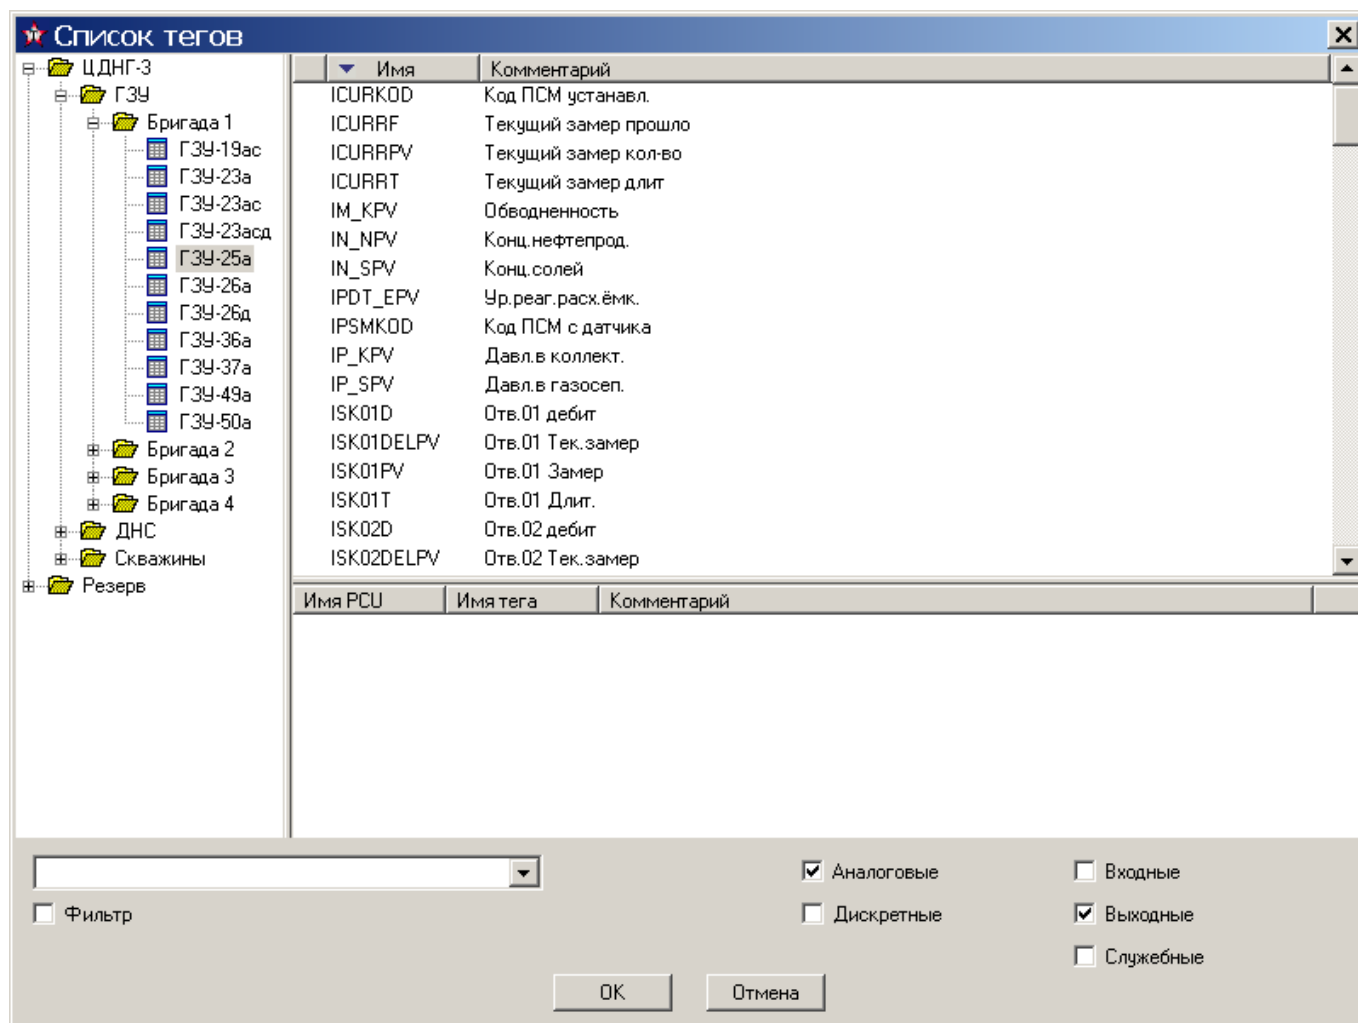 Список тегов
ЦДНГ-3
ГЗУ
Бригада 1
ГЗУ-19ас
ГЗУ-23а
ГЗУ-23ас
ГЗУ-23асд
ГЗУ-25а
ГЗУ-26а
ГЗУ-26д
ГЗУ-36а
ГЗУ-37а
ГЗУ-49а
ГЗУ-50а
Бригада 2
Бригада 3
Бригада 4
ДНС
Скважины
Резерв
Имя Комментарий
ICURKOD Код ПСМ устанавл.
ICURRF Текущий замер прошло
ICURRPV Текущий замер кол-во
ICURRT Текущий замер длит
IM_KPV Обводненность
IN_NPV Конц.нефтепрод.
IN_SPV Конц.солей
IPDT_EPV Ур.реаг.расх.ёмк.
IPSMKOD Код ПСМ с датчика
IP_KPV Давл.в коллект.
IP_SPV Давл.в газосеп.
ISK01D Отв.01 дебит
ISK01DELPV Отв.01 Тек.замер
ISK01PV Отв.01 Замер
ISK01T Отв.01 Длит.
ISK02D Отв.02 дебит
ISK02DELPV Отв.02 Тек.замер
Имя PCU Имя тега Комментарий
Аналоговые Входные
Фильтр Дискретные Выходные
Служебные
OK Отмена